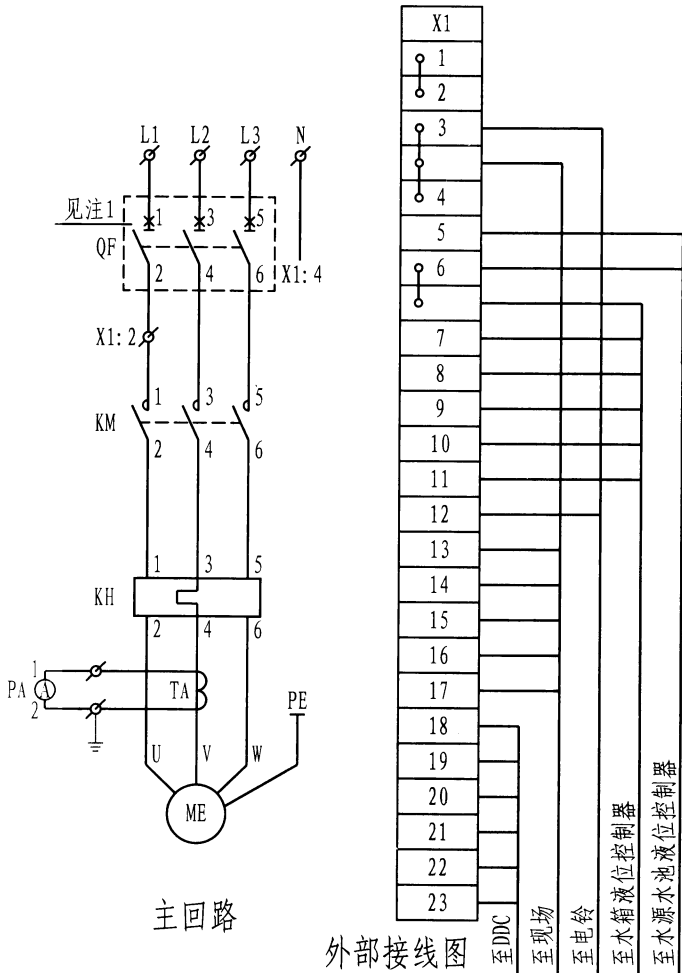 L1 L2 L3 N
见注1
1 3 5
QF
2 4 6 X1:4
X1:2
1 3 5
KM
2 4 6
1 3 5
KH
2 4 6
PA 1 A 2
TA
PE
U V W
ME
主回路
X1
1
2
3
4
5
6
7
8
9
10
11
12
13
14
15
16
17
18
19
20
21
22
23
至DDC
至现场
至电铃
至水箱液位控制器
至水源水池液位控制器
外部接线图